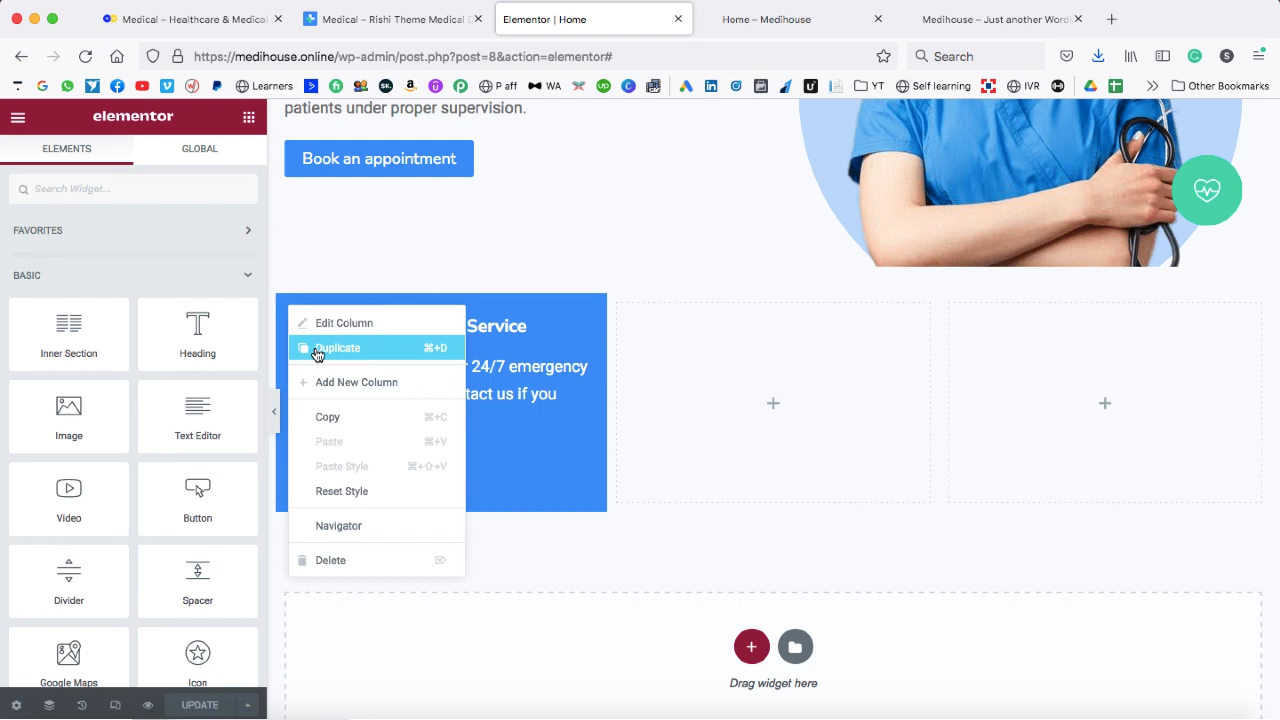 Medical – Healthcare & Medical
Medical – Rishi Theme Medical D
Elementor | Home
Home – Medihouse
Medihouse – Just another Word
https://medihouse.online/wp-admin/post.php?post=8&action=elementor#
Search
Learners
P aff
WA
YT
Self learning
IVR
Other Bookmarks
elementor
ELEMENTS
GLOBAL
Search Widget...
FAVORITES
BASIC
Inner Section
Heading
Image
Text Editor
Video
Button
Divider
Spacer
Google Maps
Icon
UPDATE
patients under proper supervision.
Book an appointment
Service
24/7 emergency
tact us if you
Edit Column
Duplicate ⌘+D
Add New Column
Copy ⌘+C
Paste ⌘+V
Paste Style ⌘+⇧+V
Reset Style
Navigator
Delete
Drag widget here